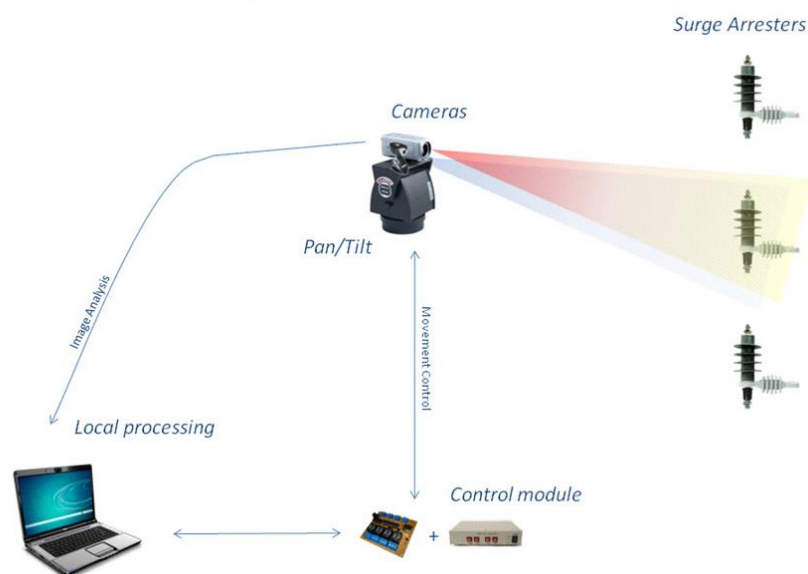 Surge Arresters
Cameras
Pan/Tilt
Image Analysis
Movement Control
Local processing
Control module
+